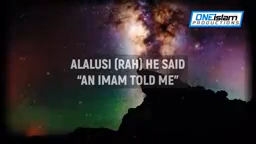 ONEislam
PRODUCTIONS
ALALUSI (RAH) HE SAID
“AN IMAM TOLD ME”